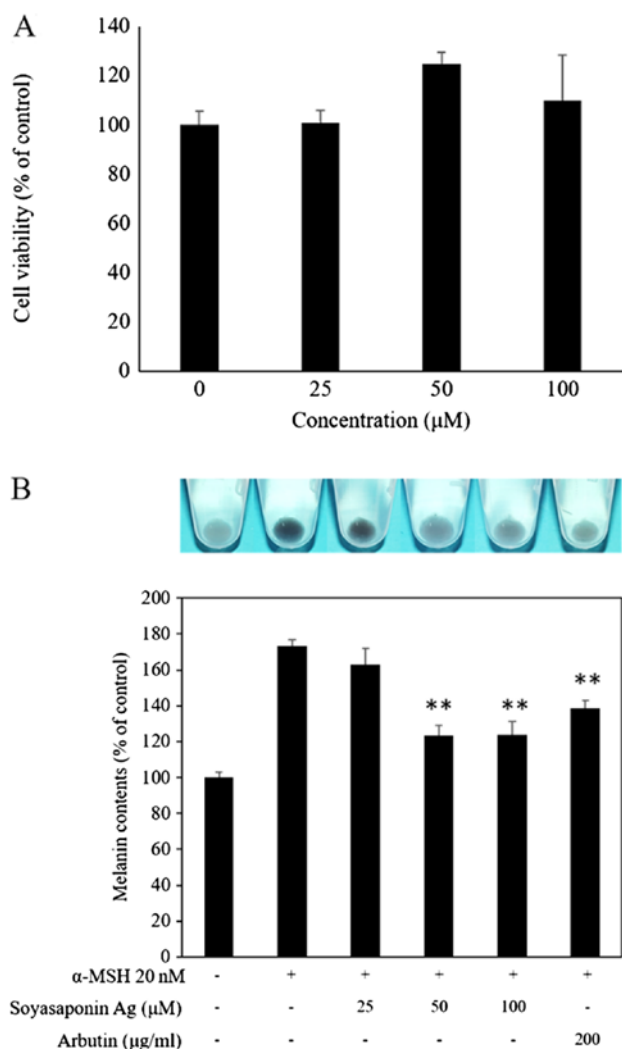 A
Cell viability (% of control)
140
120
100
80
60
40
20
0
0 25 50 100
Concentration (μM)
B
Melanin contents (% of control)
200
180
160
140
120
100
80
60
40
20
0
** ** **
α-MSH 20 nM - + + + + +
Soyasaponin Ag (μM) - - 25 50 100 -
Arbutin (μg/ml) - - - - - 200